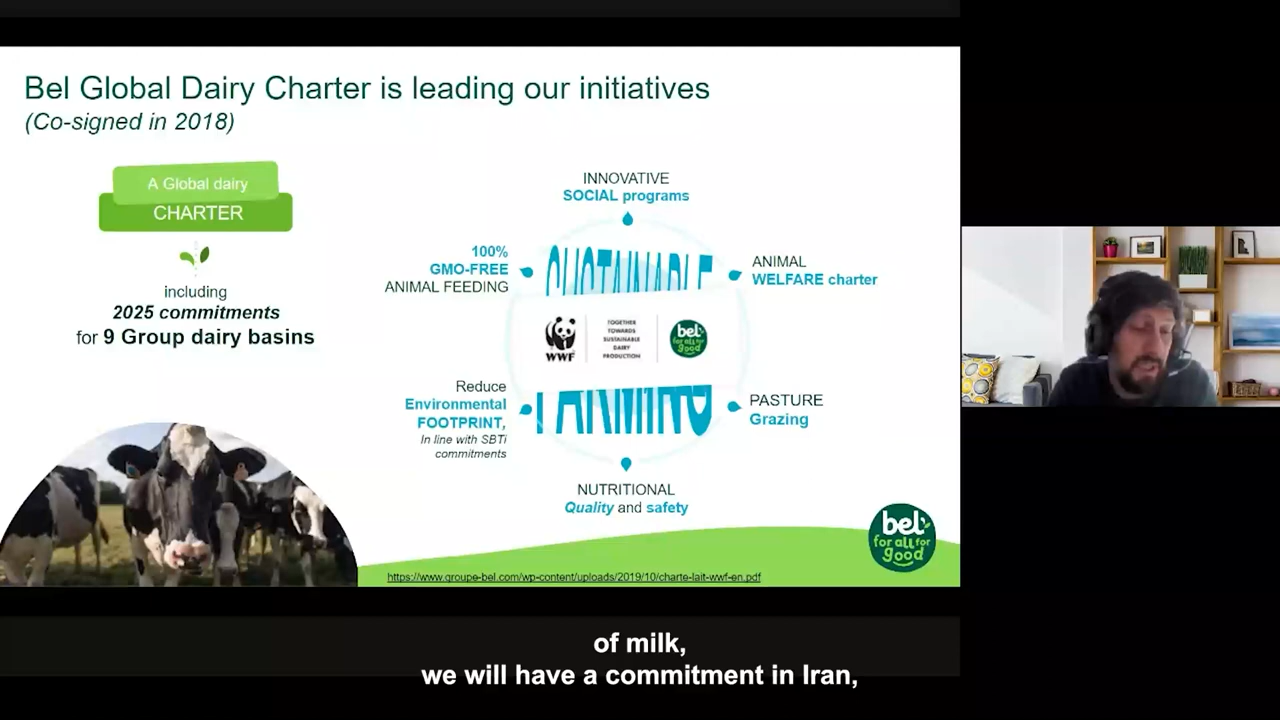 Bel Global Dairy Charter is leading our initiatives
(Co-signed in 2018)
A Global dairy
CHARTER
including
2025 commitments
for 9 Group dairy basins
INNOVATIVE
SOCIAL programs
100%
GMO-FREE
ANIMAL FEEDING
ANIMAL
WELFARE charter
SUSTAINABLE
WWF
TOGETHER
TOWARDS
SUSTAINABLE
DAIRY
PRODUCTION
bel
for all for
good
FARMING
Reduce
Environmental
FOOTPRINT,
In line with SBTi
commitments
PASTURE
Grazing
NUTRITIONAL
Quality and safety
bel
for all for
good
https://www.groupe-bel.com/wp-content/uploads/2019/10/charte-lait-wwf-en.pdf
of milk,
we will have a commitment in Iran,